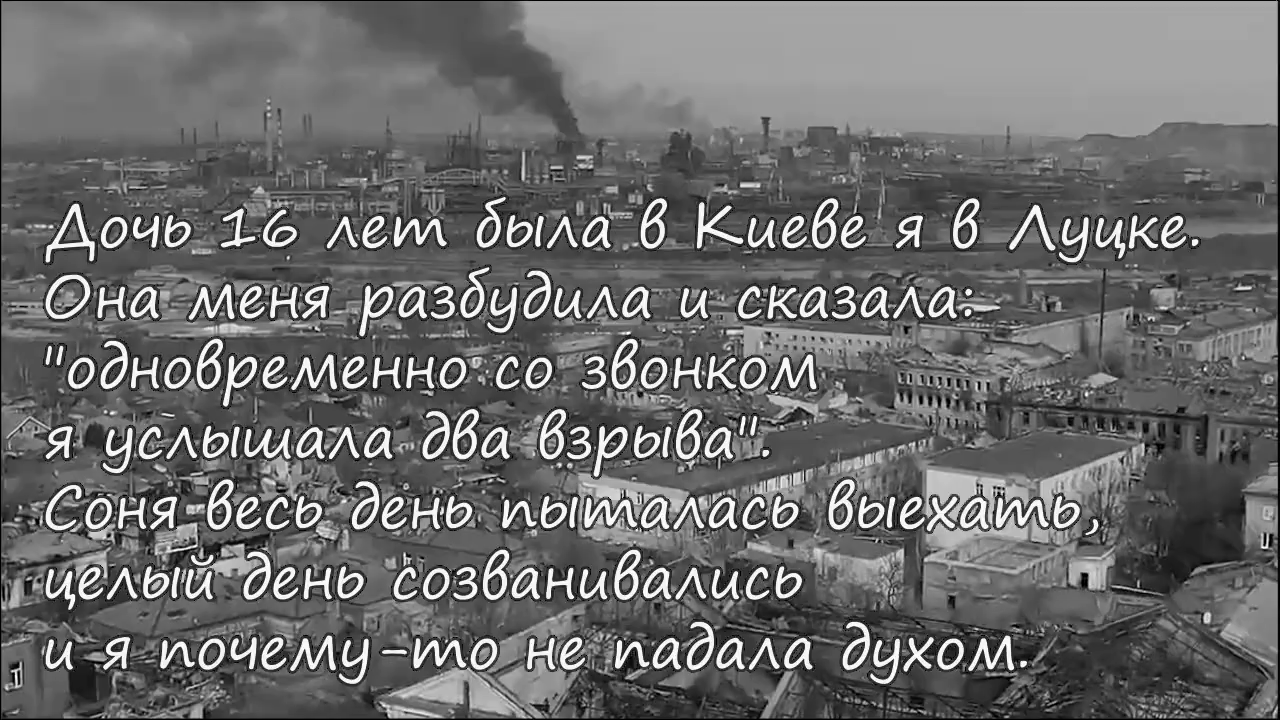 Дочь 16 лет была в Киеве я в Луцке.
Она меня разбудила и сказала:
"одновременно со звонком
я услышала два взрыва".
Соня весь день пыталась выехать,
целый день созванивались
и я почему-то не падала духом.